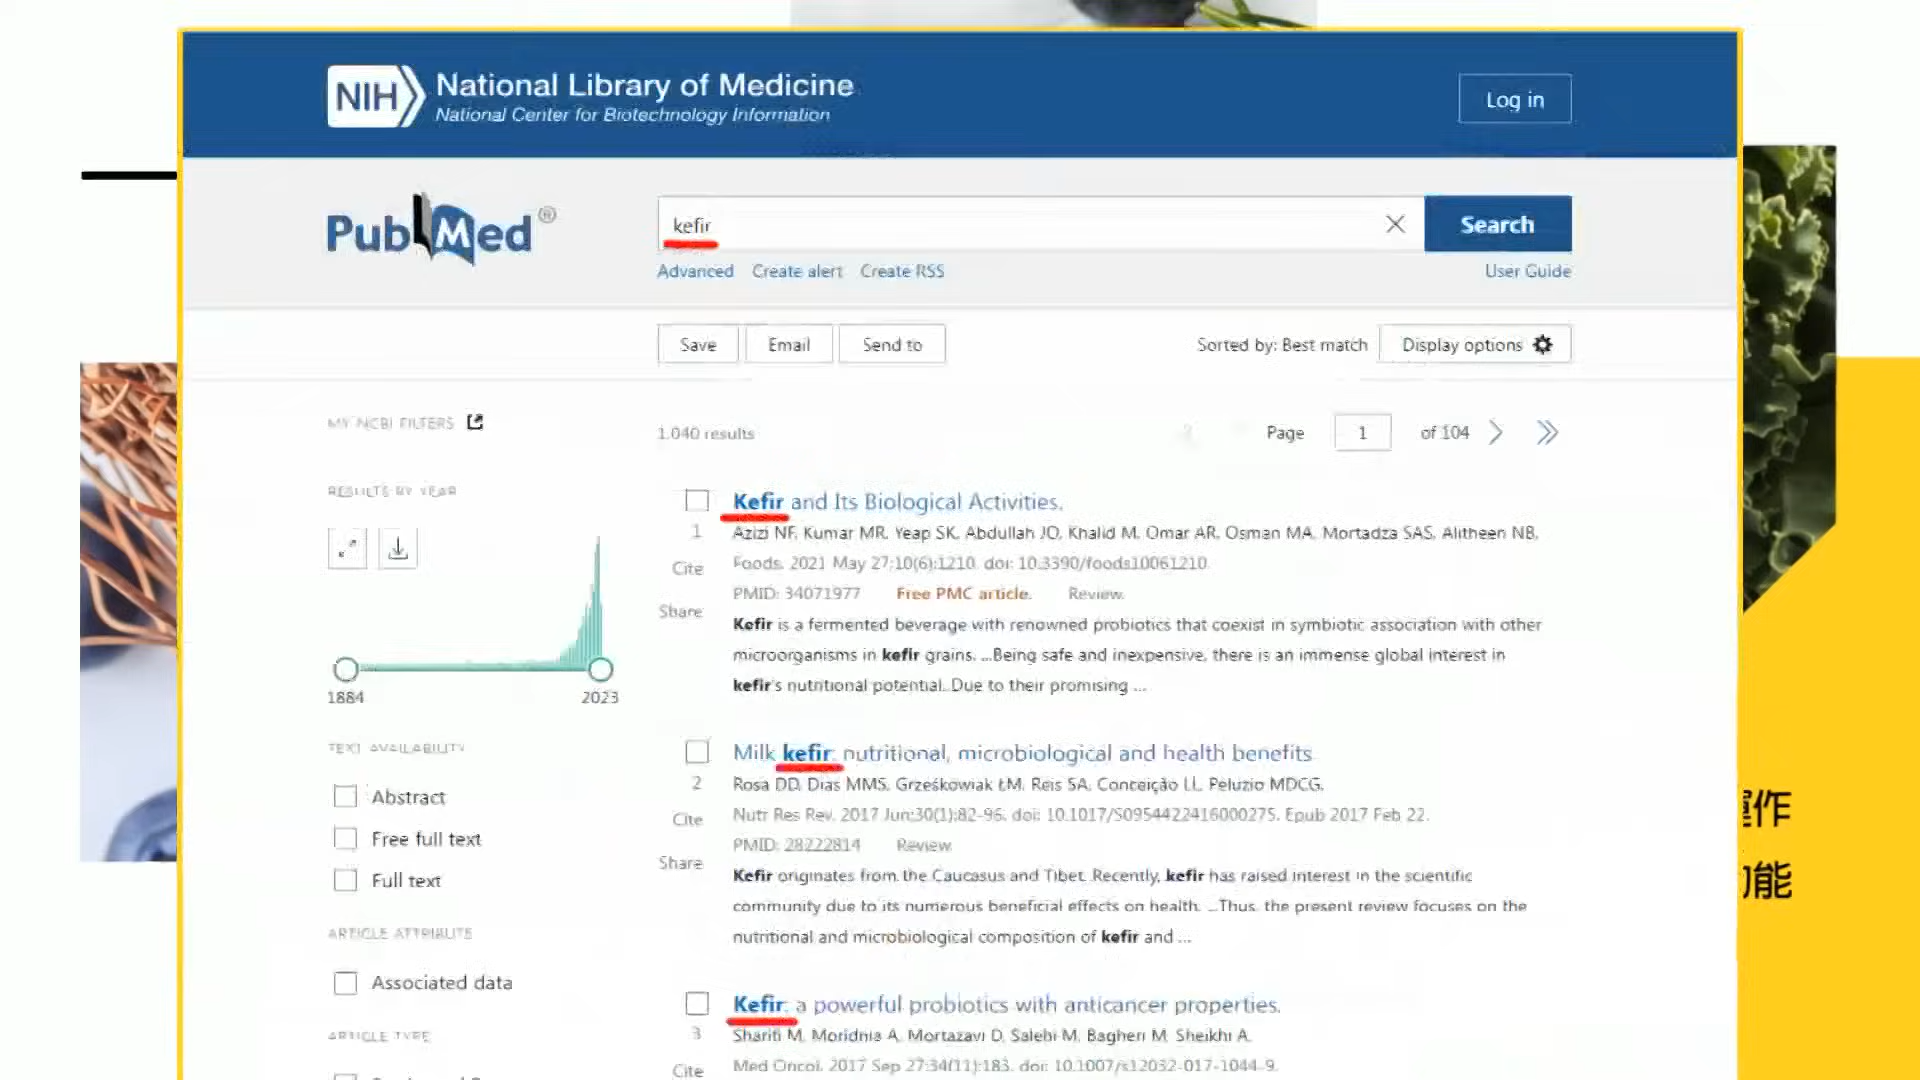 NIH National Library of Medicine
National Center for Biotechnology Information
Log in
PubMed®
kefir
Search
Advanced Create alert Create RSS
User Guide
Save Email Send to
Sorted by: Best match Display options
MY NCBI FILTERS
1,040 results
Page 1 of 104
RESULTS BY YEAR
1884 2023
TEXT AVAILABILITY
Abstract
Free full text
Full text
ARTICLE ATTRIBUTE
Associated data
ARTICLE TYPE
Kefir and Its Biological Activities.
1
Azizi NF, Kumar MR, Yeap SK, Abdullah JO, Khalid M, Omar AR, Osman MA, Mortadza SAS, Alitheen NB.
Cite
Foods. 2021 May 27;10(6):1210. doi: 10.3390/foods10061210.
PMID: 34071977 Free PMC article. Review.
Share
Kefir is a fermented beverage with renowned probiotics that coexist in symbiotic association with other
microorganisms in kefir grains. ...Being safe and inexpensive, there is an immense global interest in
kefir's nutritional potential. Due to their promising ...
Milk kefir: nutritional, microbiological and health benefits.
2
Rosa DD, Dias MMS, Grześkowiak ŁM, Reis SA, Conceição LL, Peluzio MDCG.
Cite
Nutr Res Rev. 2017 Jun;30(1):82-96. doi: 10.1017/S0954422416000275. Epub 2017 Feb 22.
PMID: 28222814 Review.
Share
Kefir originates from the Caucasus and Tibet. Recently, kefir has raised interest in the scientific
community due to its numerous beneficial effects on health. ...Thus, the present review focuses on the
nutritional and microbiological composition of kefir and ...
Kefir: a powerful probiotics with anticancer properties.
3
Sharifi M, Moridnia A, Mortazavi D, Salehi M, Bagheri M, Sheikhi A.
Cite
Med Oncol. 2017 Sep 27;34(11):183. doi: 10.1007/s12032-017-1044-9.
作
能